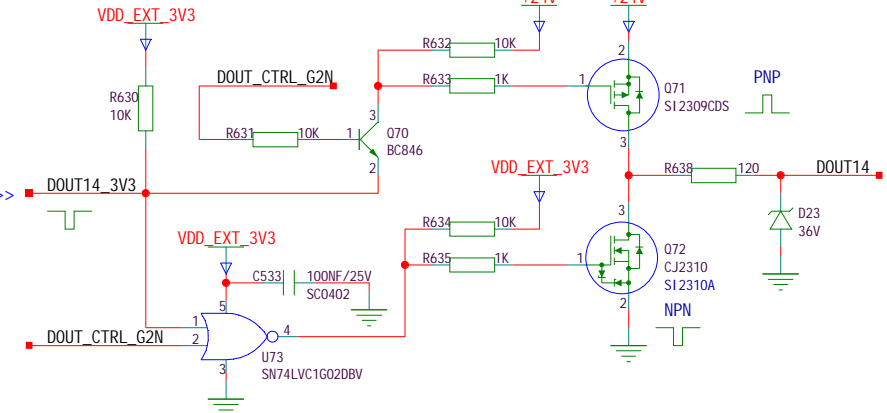 VDD_EXT_3V3
R630
10K
DOUT_CTRL_G2N
R631
10K
1
3
2
Q70
BC846
R632
10K
R633
1K
1
2
3
Q71
SI2309CDS
PNP
>>
DOUT14_3V3
VDD_EXT_3V3
R638
120
DOUT14
D23
36V
R634
10K
R635
1K
1
3
2
Q72
CJ2310
SI2310A
NPN
VDD_EXT_3V3
C533
100NF/25V
SC0402
DOUT_CTRL_G2N
1
2
5
4
3
U73
SN74LVC1G02DBV